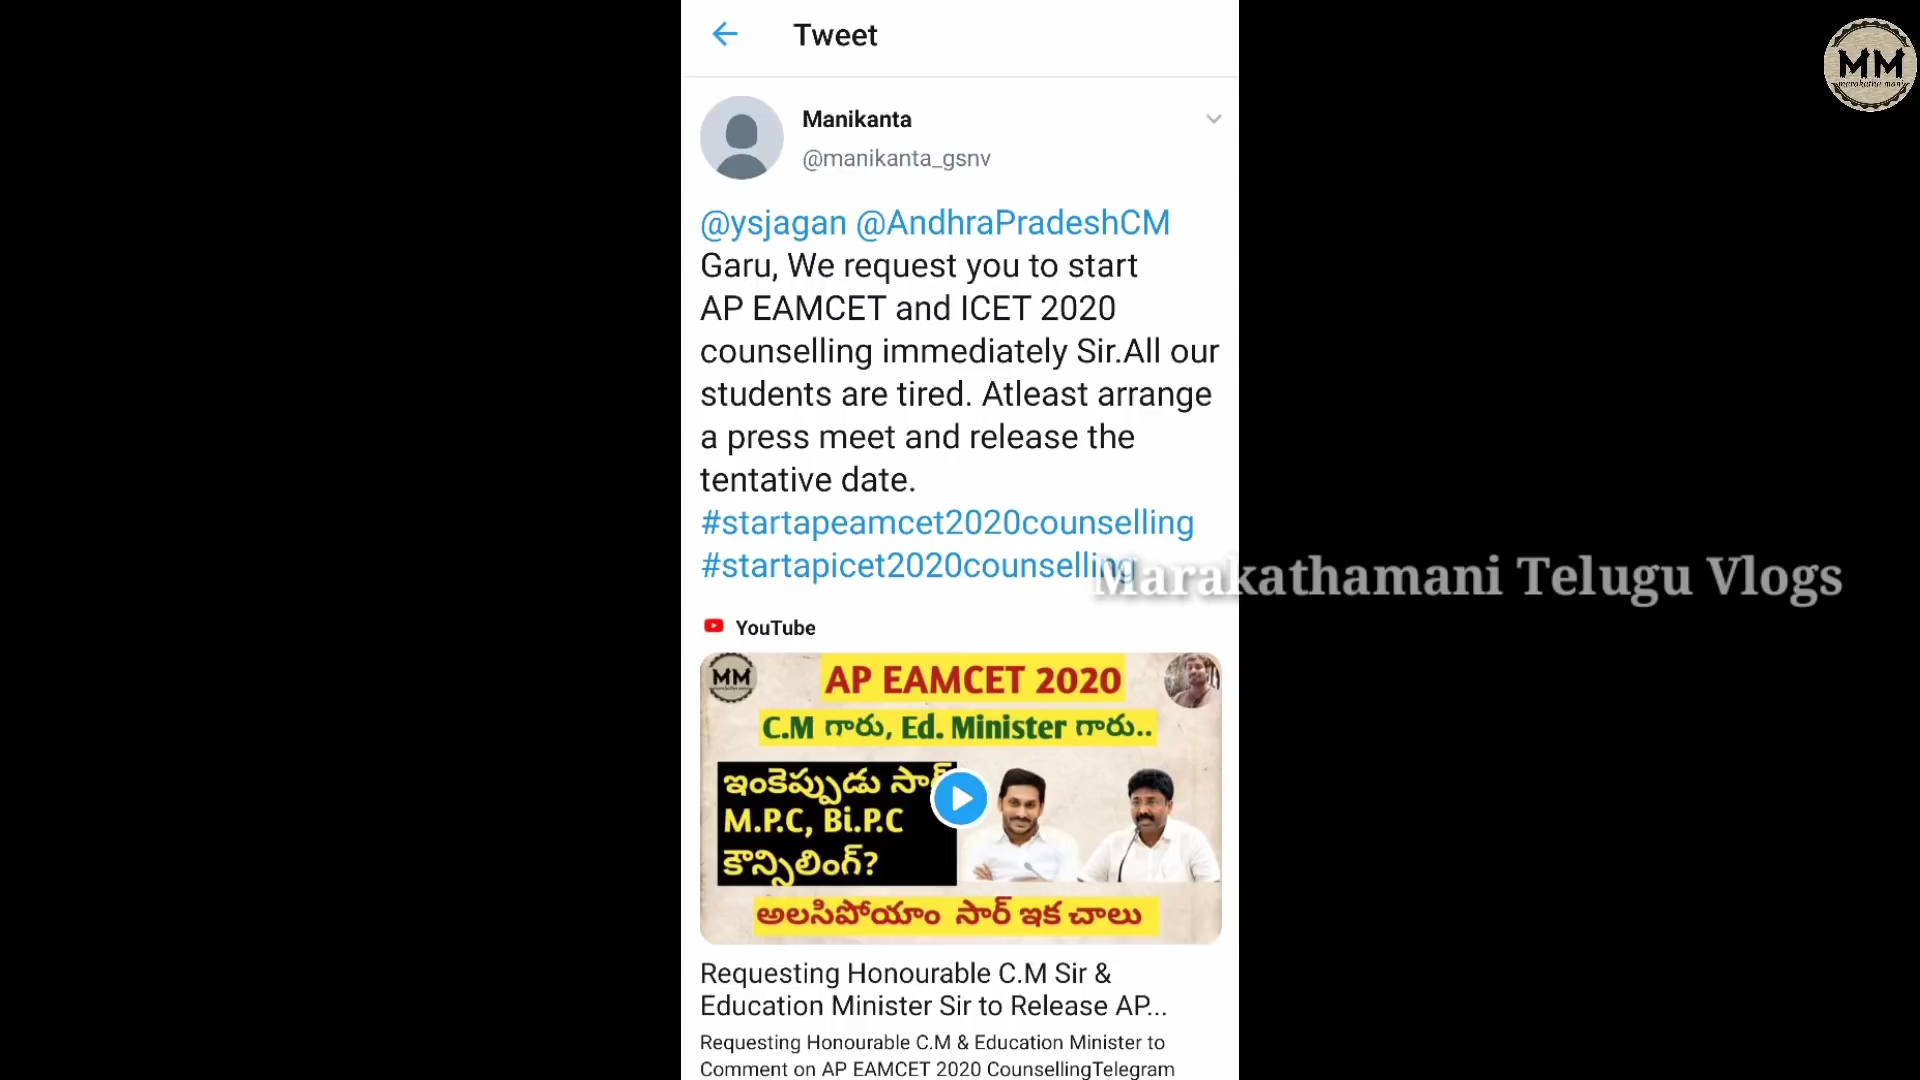 Tweet
MM
marakatha mani
Manikanta
@manikanta_gsnv
@ysjagan @AndhraPradeshCM
Garu, We request you to start
AP EAMCET and ICET 2020
counselling immediately Sir.All our
students are tired. Atleast arrange
a press meet and release the
tentative date.
#startapeamcet2020counselling
#startapicet2020counselling
Marakathamani Telugu Vlogs
YouTube
MM
AP EAMCET 2020
C.M గారు, Ed. Minister గారు..
ఇంకెప్పుడు సార్
M.P.C, Bi.P.C
కౌన్సిలింగ్?
అలసిపోయాం సార్ ఇక చాలు
Requesting Honourable C.M Sir &
Education Minister Sir to Release AP...
Requesting Honourable C.M & Education Minister to
Comment on AP EAMCET 2020 CounsellingTelegram